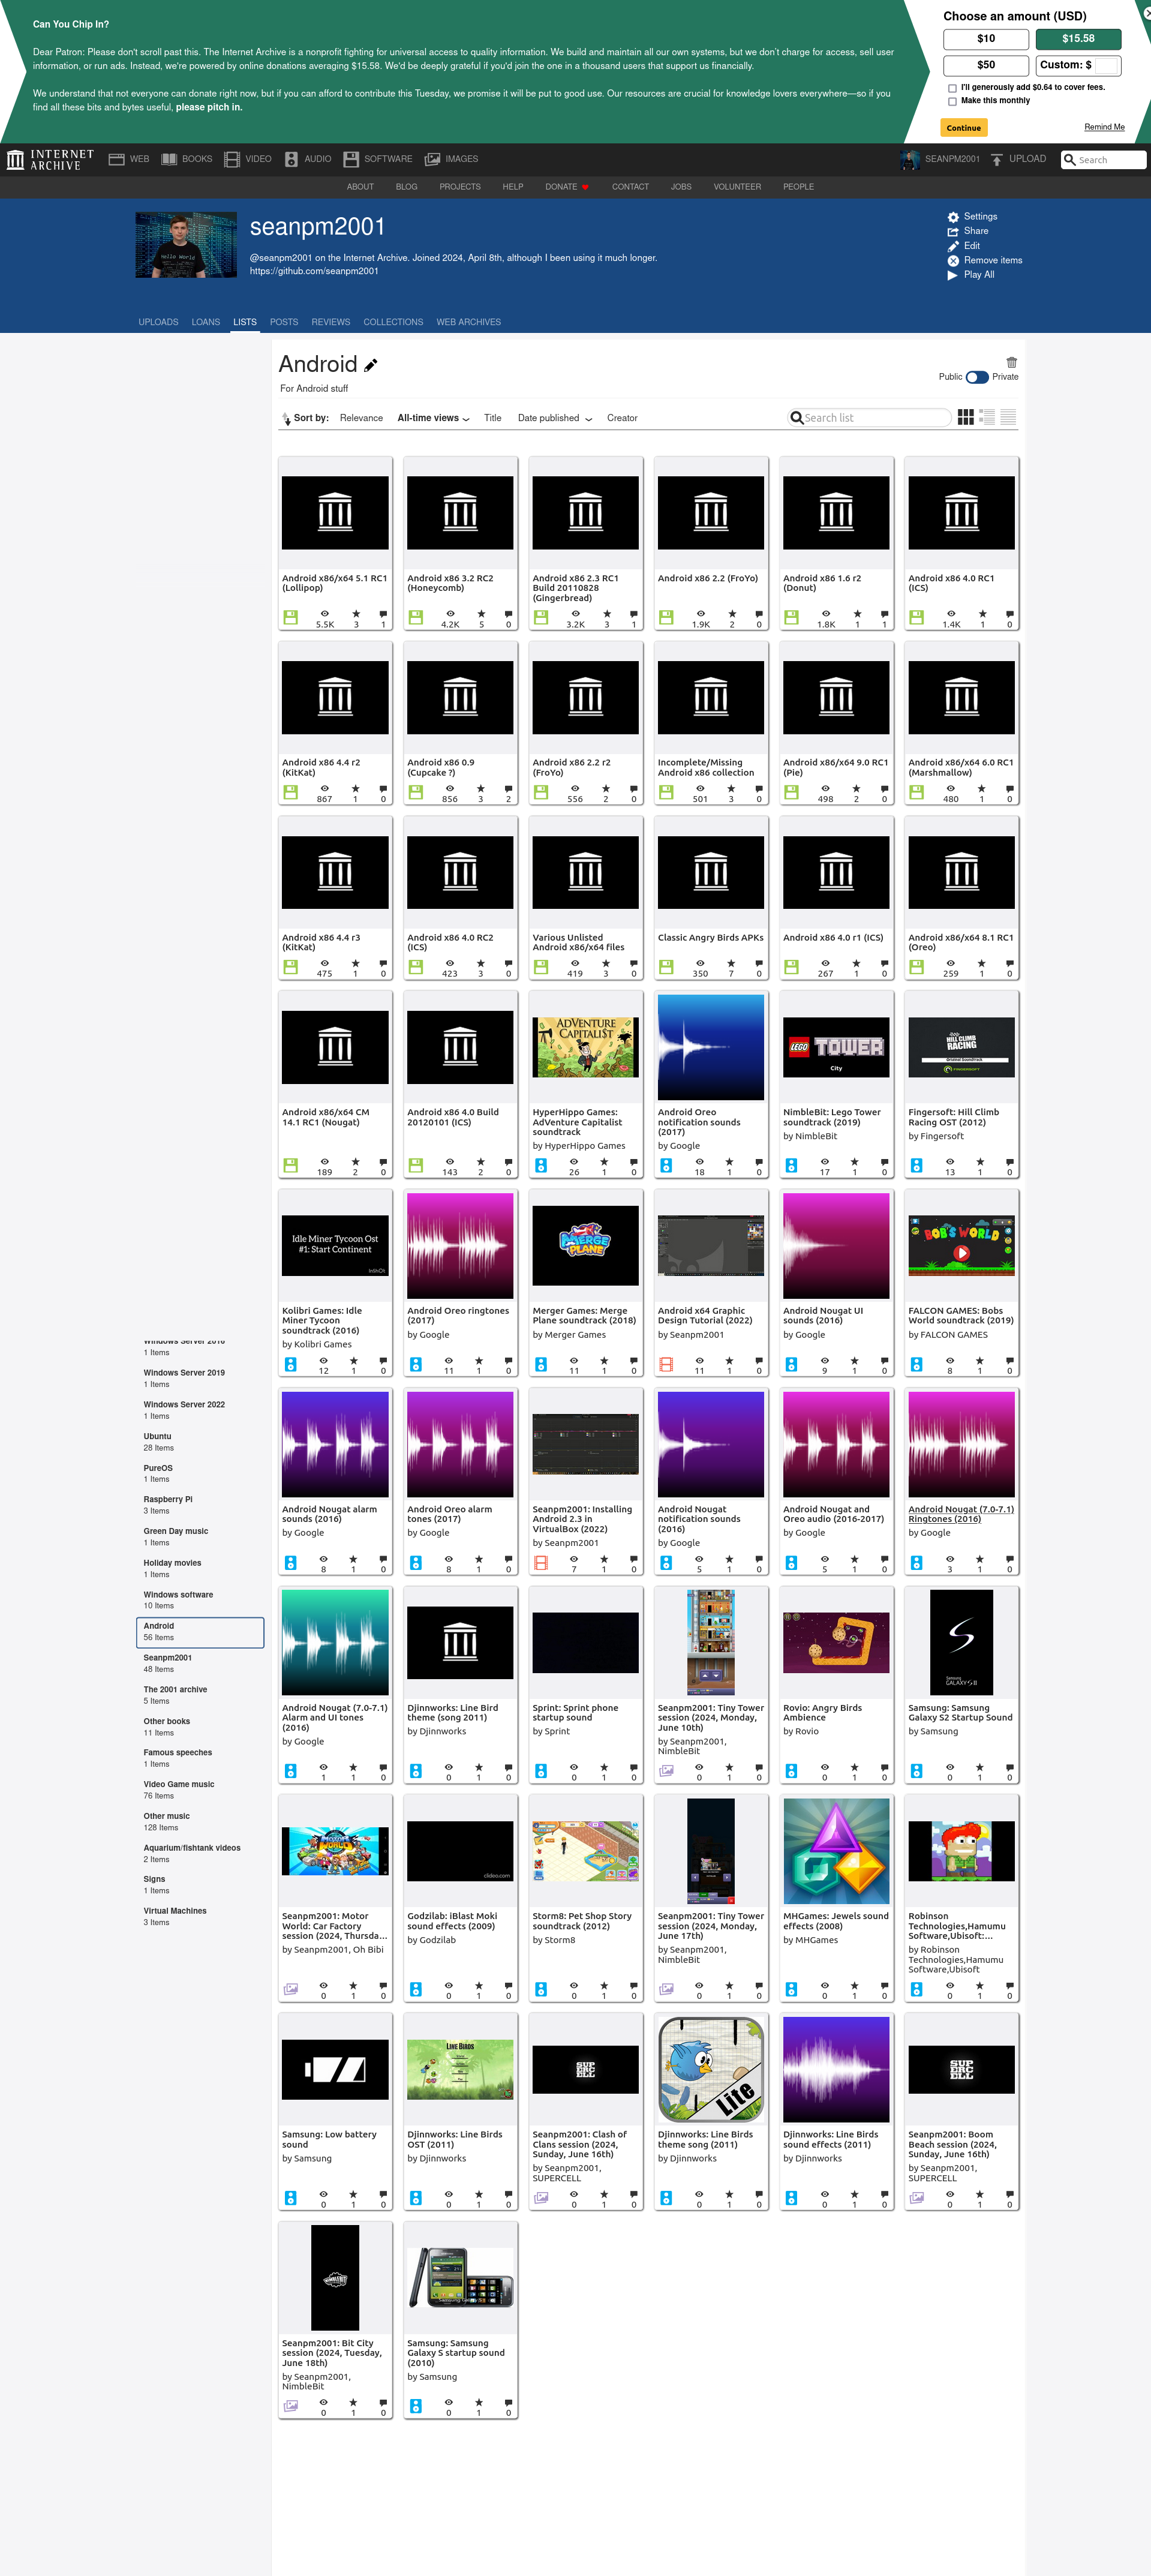 Can You Chip In?
Dear Patron: Please don't scroll past this. The Internet Archive is a nonprofit fighting for universal access to quality information. We build and maintain all our own systems, but we don't charge for access, sell user
information, or run ads. Instead, we're powered by online donations averaging $15.58. We'd be deeply grateful if you'd join the one in a thousand users that support us financially.
We understand that not everyone can donate right now, but if you can afford to contribute this Tuesday, we promise it will be put to good use. Our resources are crucial for knowledge lovers everywhere—so if you
find all these bits and bytes useful, please pitch in.
Choose an amount (USD)
$10 $15.58
$50 Custom: $
I'll generously add $0.64 to cover fees.
Make this monthly
Continue Remind Me
INTERNET ARCHIVE WEB BOOKS VIDEO AUDIO SOFTWARE IMAGES SEANPM2001 UPLOAD Search
ABOUT BLOG PROJECTS HELP DONATE CONTACT JOBS VOLUNTEER PEOPLE
seanpm2001
@seanpm2001 on the Internet Archive. Joined 2024, April 8th, although I been using it much longer.
https://github.com/seanpm2001
Settings
Share
Edit
Remove items
Play All
UPLOADS LOANS LISTS POSTS REVIEWS COLLECTIONS WEB ARCHIVES
Android
For Android stuff
Public Private
Sort by: Relevance All-time views Title Date published Creator Search list
Android x86/x64 5.1 RC1
(Lollipop)
5.5K 3 1
Android x86 3.2 RC2
(Honeycomb)
4.2K 5 0
Android x86 2.3 RC1
Build 20110828
(Gingerbread)
3.2K 3 1
Android x86 2.2 (FroYo)
1.9K 2 0
Android x86 1.6 r2
(Donut)
1.8K 1 1
Android x86 4.0 RC1
(ICS)
1.4K 1 0
Android x86 4.4 r2
(KitKat)
867 1 0
Android x86 0.9
(Cupcake ?)
856 3 2
Android x86 2.2 r2
(FroYo)
556 2 0
Incomplete/Missing
Android x86 collection
501 3 0
Android x86/x64 9.0 RC1
(Pie)
498 2 0
Android x86/x64 6.0 RC1
(Marshmallow)
480 1 0
Android x86 4.4 r3
(KitKat)
475 1 0
Android x86 4.0 RC2
(ICS)
423 3 0
Various Unlisted
Android x86/x64 files
419 3 0
Classic Angry Birds APKs
350 7 0
Android x86 4.0 r1 (ICS)
267 1 0
Android x86/x64 8.1 RC1
(Oreo)
259 1 0
Android x86/x64 CM
14.1 RC1 (Nougat)
189 2 0
Android x86 4.0 Build
20120101 (ICS)
143 2 0
ADVENTURE
CAPITALI$T
HyperHippo Games:
AdVenture Capitalist
soundtrack
by HyperHippo Games
26 1 0
Android Oreo
notification sounds
(2017)
by Google
18 1 0
LEGO TOWER
City
NimbleBit: Lego Tower
soundtrack (2019)
by NimbleBit
17 1 0
HILL CLIMB
RACING
Original Soundtrack
FINGERSOFT
Fingersoft: Hill Climb
Racing OST (2012)
by Fingersoft
13 1 0
Idle Miner Tycoon Ost
#1: Start Continent
InShOt
Kolibri Games: Idle
Miner Tycoon
soundtrack (2016)
by Kolibri Games
12 1 0
Android Oreo ringtones
(2017)
by Google
11 1 0
MERGE
PLANE
Merger Games: Merge
Plane soundtrack (2018)
by Merger Games
11 1 0
Android x64 Graphic
Design Tutorial (2022)
by Seanpm2001
11 1 0
Android Nougat UI
sounds (2016)
by Google
9 1 0
BOB'S WORLD
FALCON GAMES: Bobs
World soundtrack (2019)
by FALCON GAMES
8 1 0
Android Nougat alarm
sounds (2016)
by Google
8 1 0
Android Oreo alarm
tones (2017)
by Google
8 1 0
Seanpm2001: Installing
Android 2.3 in
VirtualBox (2022)
by Seanpm2001
7 1 0
Android Nougat
notification sounds
(2016)
by Google
5 1 0
Android Nougat and
Oreo audio (2016-2017)
by Google
5 1 0
Android Nougat (7.0-7.1)
Ringtones (2016)
by Google
3 1 0
Android Nougat (7.0-7.1)
Alarm and UI tones
(2016)
by Google
1 1 0
Djinnworks: Line Bird
theme (song 2011)
by Djinnworks
0 1 0
Sprint: Sprint phone
startup sound
by Sprint
0 1 0
Seanpm2001: Tiny Tower
session (2024, Monday,
June 10th)
by Seanpm2001,
NimbleBit
0 1 0
Rovio: Angry Birds
Ambience
by Rovio
0 1 0
Samsung
GALAXY S II
Samsung: Samsung
Galaxy S2 Startup Sound
by Samsung
0 1 0
MOTOR
WORLD
Seanpm2001: Motor
World: Car Factory
session (2024, Thursda...
by Seanpm2001, Oh Bibi
0 1 0
clideo.com
Godzilab: iBlast Moki
sound effects (2009)
by Godzilab
0 1 0
Storm8: Pet Shop Story
soundtrack (2012)
by Storm8
0 1 0
Seanpm2001: Tiny Tower
session (2024, Monday,
June 17th)
by Seanpm2001,
NimbleBit
0 1 0
MHGames: Jewels sound
effects (2008)
by MHGames
0 1 0
Robinson
Technologies,Hamumu
Software,Ubisoft:...
by Robinson
Technologies,Hamumu
Software,Ubisoft
0 1 0
Samsung: Low battery
sound
by Samsung
0 1 0
LINE BIRDS
Djinnworks: Line Birds
OST (2011)
by Djinnworks
0 1 0
SUPERCELL
Seanpm2001: Clash of
Clans session (2024,
Sunday, June 16th)
by Seanpm2001,
SUPERCELL
0 1 0
Lite
Djinnworks: Line Birds
theme song (2011)
by Djinnworks
0 1 0
Djinnworks: Line Birds
sound effects (2011)
by Djinnworks
0 1 0
SUPERCELL
Seanpm2001: Boom
Beach session (2024,
Sunday, June 16th)
by Seanpm2001,
SUPERCELL
0 1 0
Seanpm2001: Bit City
session (2024, Tuesday,
June 18th)
by Seanpm2001,
NimbleBit
0 1 0
Samsung: Samsung
Galaxy S startup sound
(2010)
by Samsung
0 1 0
Windows Server 2016
1 Items
Windows Server 2019
1 Items
Windows Server 2022
1 Items
Ubuntu
28 Items
PureOS
1 Items
Raspberry Pi
3 Items
Green Day music
1 Items
Holiday movies
1 Items
Windows software
10 Items
Android
56 Items
Seanpm2001
48 Items
The 2001 archive
5 Items
Other books
11 Items
Famous speeches
1 Items
Video Game music
76 Items
Other music
128 Items
Aquarium/fishtank videos
2 Items
Signs
1 Items
Virtual Machines
3 Items